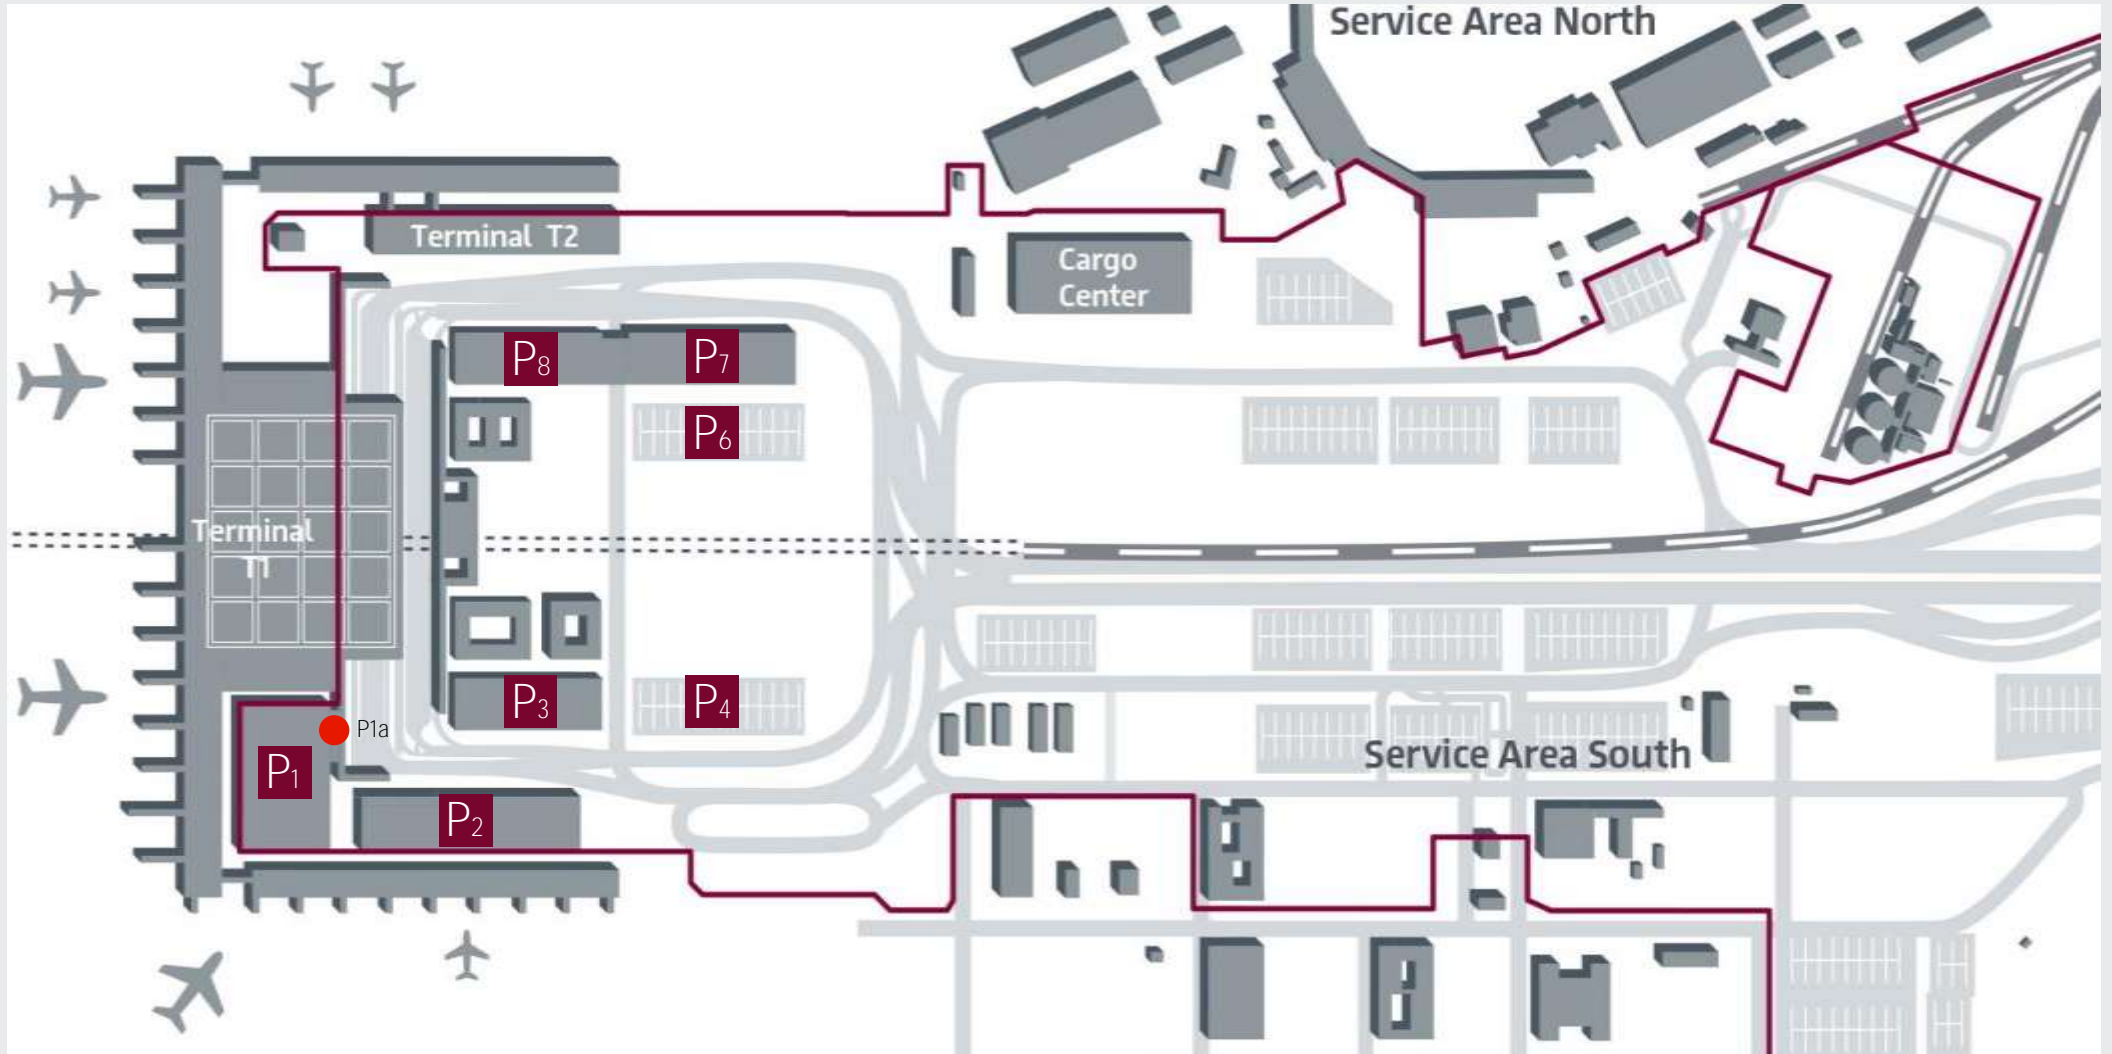 Service Area North
Terminal T2
Cargo
Center
P8
P7
P6
Terminal
T1
P3
P4
P1a
P1
Service Area South
P2